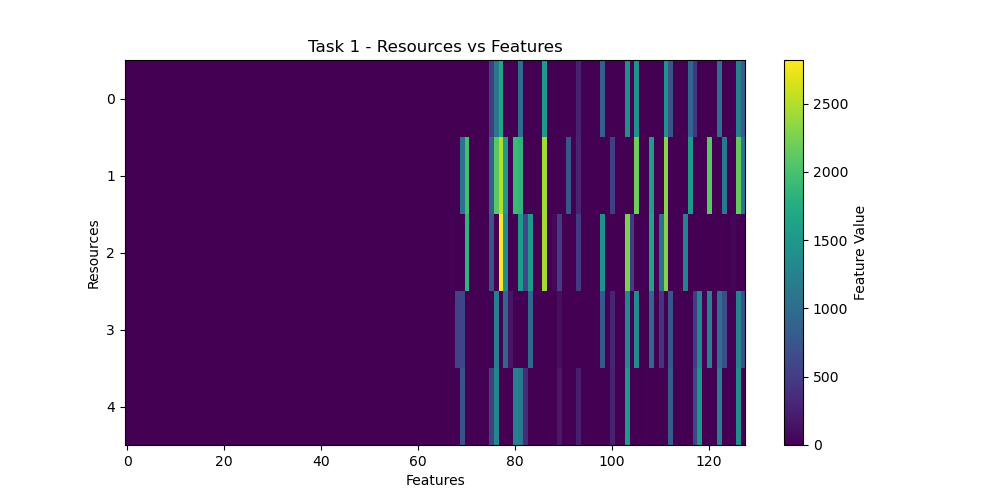 Task 1 - Resources vs Features
Resources
0
1
2
3
4
0 20 40 60 80 100 120
Features
2500
2000
1500
1000
500
0
Feature Value